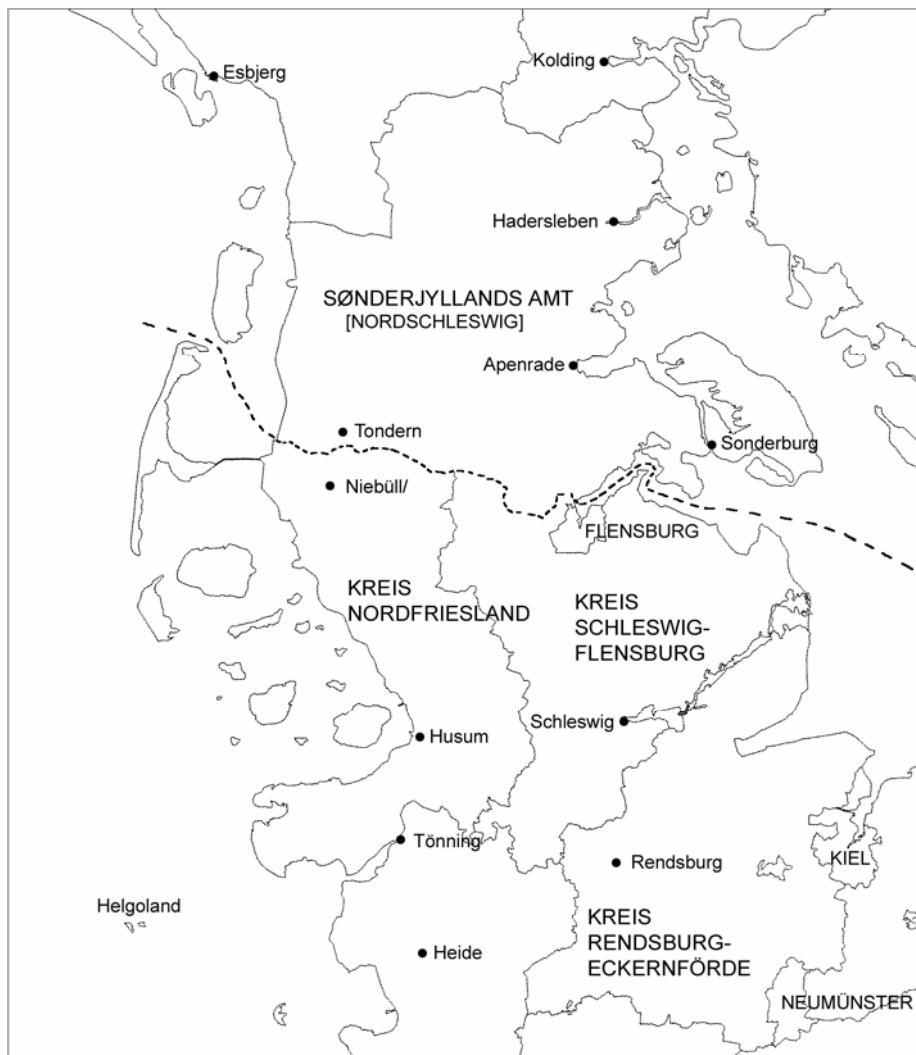 Esbjerg
Kolding
Hadersleben
SØNDERJYLLANDS AMT
[NORDSCHLESWIG]
Apenrade
Tondern
Sonderburg
Niebüll/
FLENSBURG
KREIS
NORDFRIESLAND
KREIS
SCHLESWIG-
FLENSBURG
Schleswig
Husum
Tönning
Rendsburg
KIEL
Helgoland
KREIS
RENDSBURG-
ECKERNFÖRDE
Heide
NEUMÜNSTER